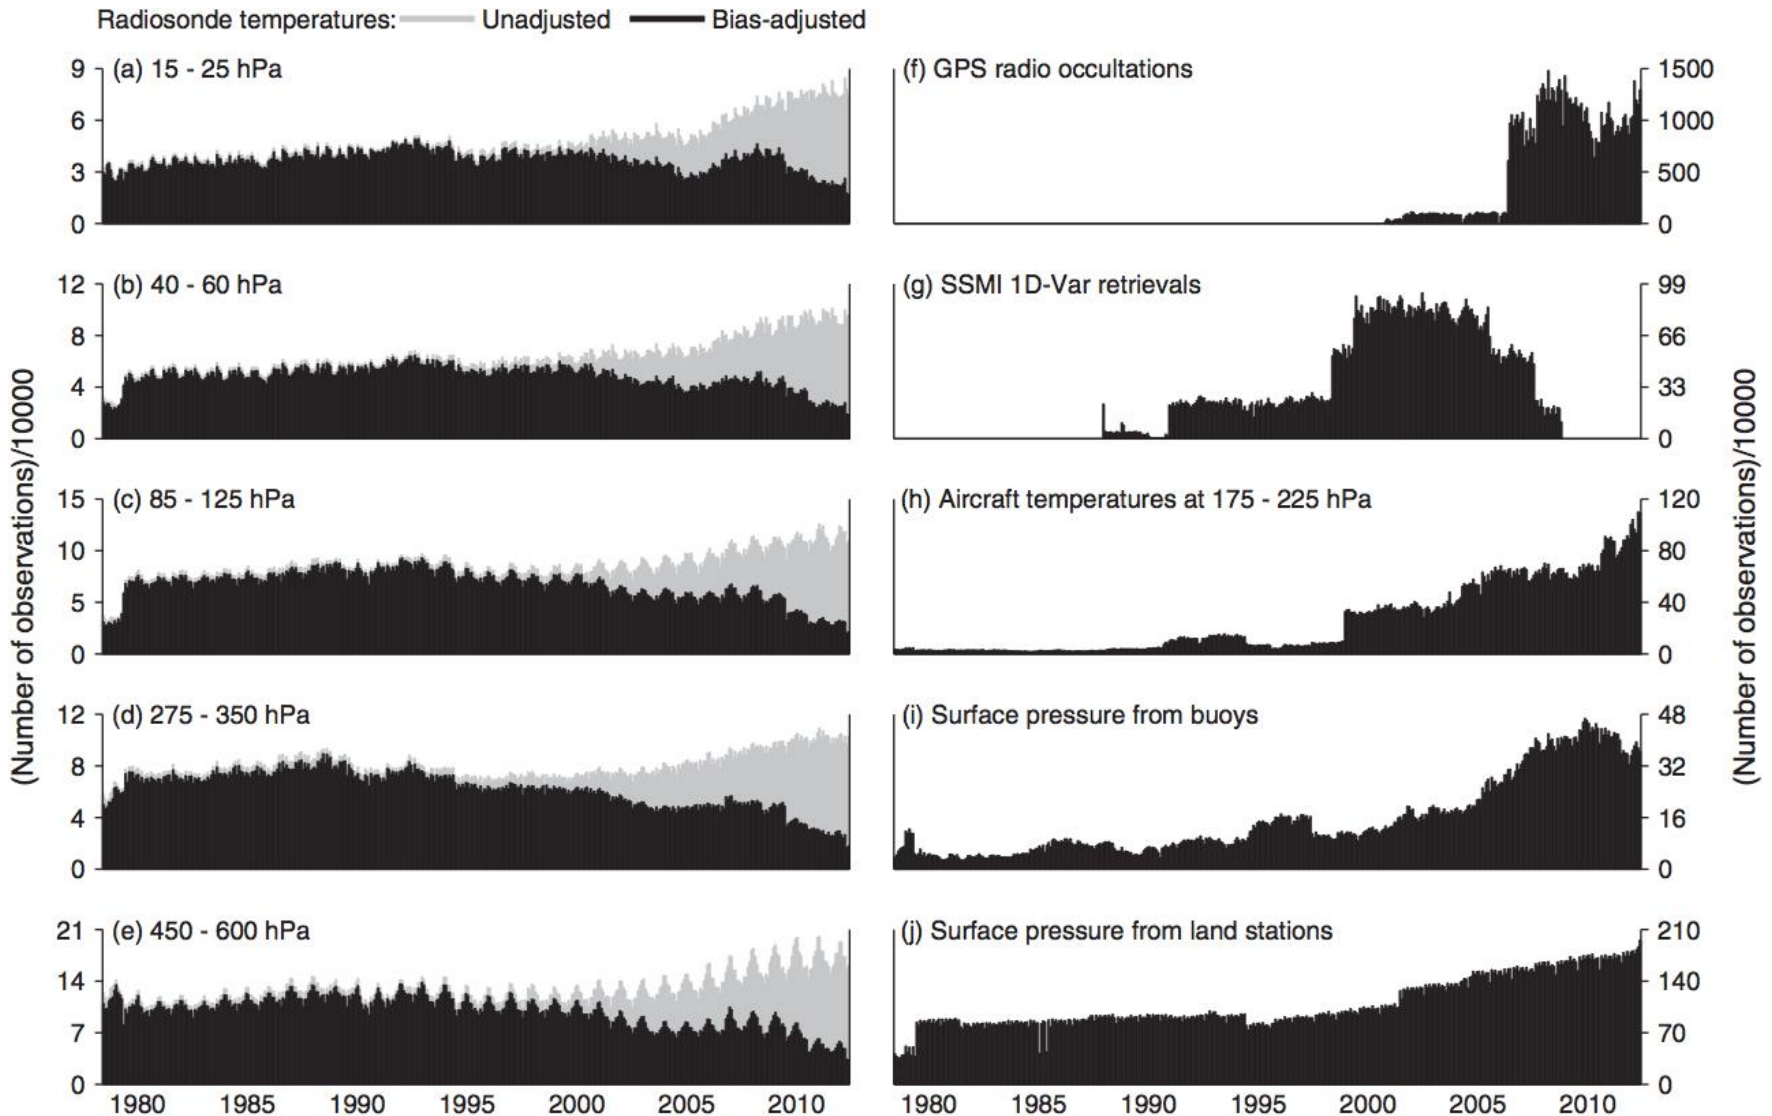 Radiosonde temperatures: Unadjusted Bias-adjusted
(a) 15 - 25 hPa
9
6
3
0
(b) 40 - 60 hPa
12
8
4
0
(c) 85 - 125 hPa
15
10
5
0
(d) 275 - 350 hPa
12
8
4
0
(e) 450 - 600 hPa
21
14
7
0
1980 1985 1990 1995 2000 2005 2010
(Number of observations)/10000
(f) GPS radio occultations
1500
1000
500
0
(g) SSMI 1D-Var retrievals
99
66
33
0
(h) Aircraft temperatures at 175 - 225 hPa
120
80
40
0
(i) Surface pressure from buoys
48
32
16
0
(j) Surface pressure from land stations
210
140
70
0
1980 1985 1990 1995 2000 2005 2010
(Number of observations)/10000